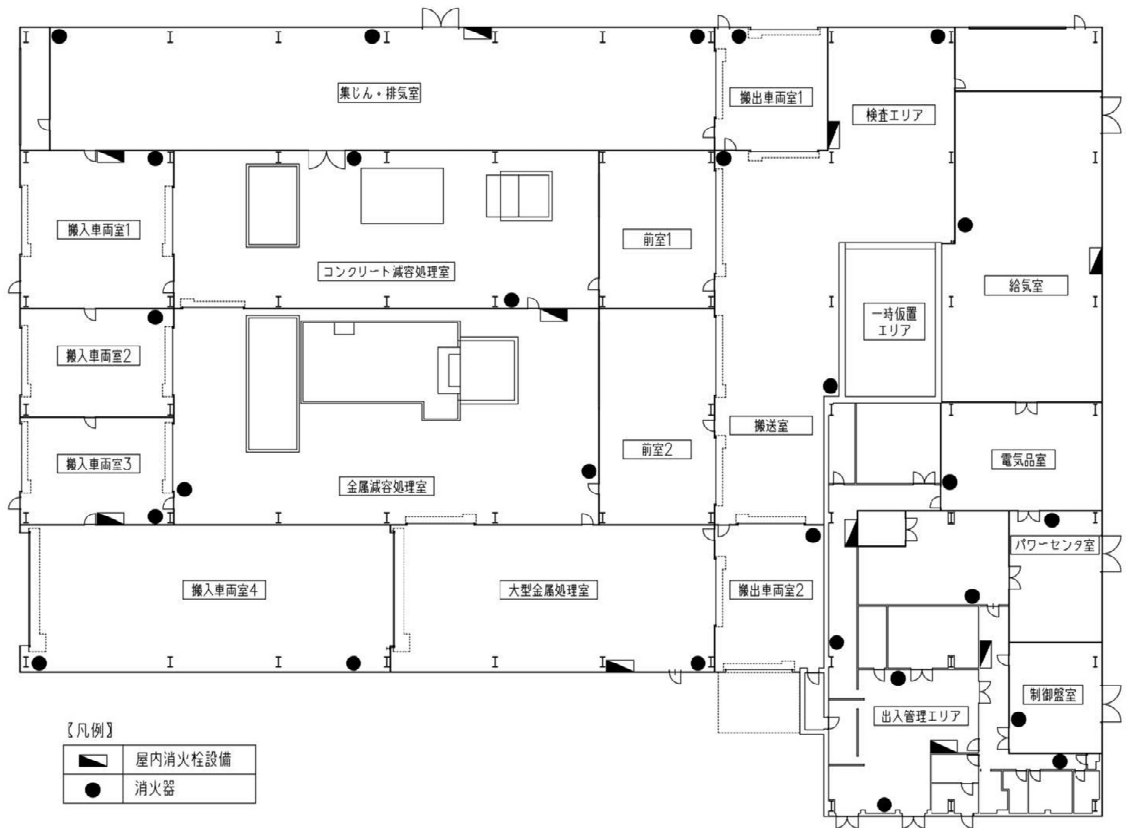 集じん・排気室
搬出車両室1
検査エリア
搬入車両室1
コンクリート減容処理室
前室1
給気室
一時仮置
エリア
搬入車両室2
搬送室
搬入車両室3
金属減容処理室
前室2
電気品室
パワーセンタ室
搬入車両室4
大型金属処理室
搬出車両室2
制御盤室
出入管理エリア
【凡例】
屋内消火栓設備
消火器